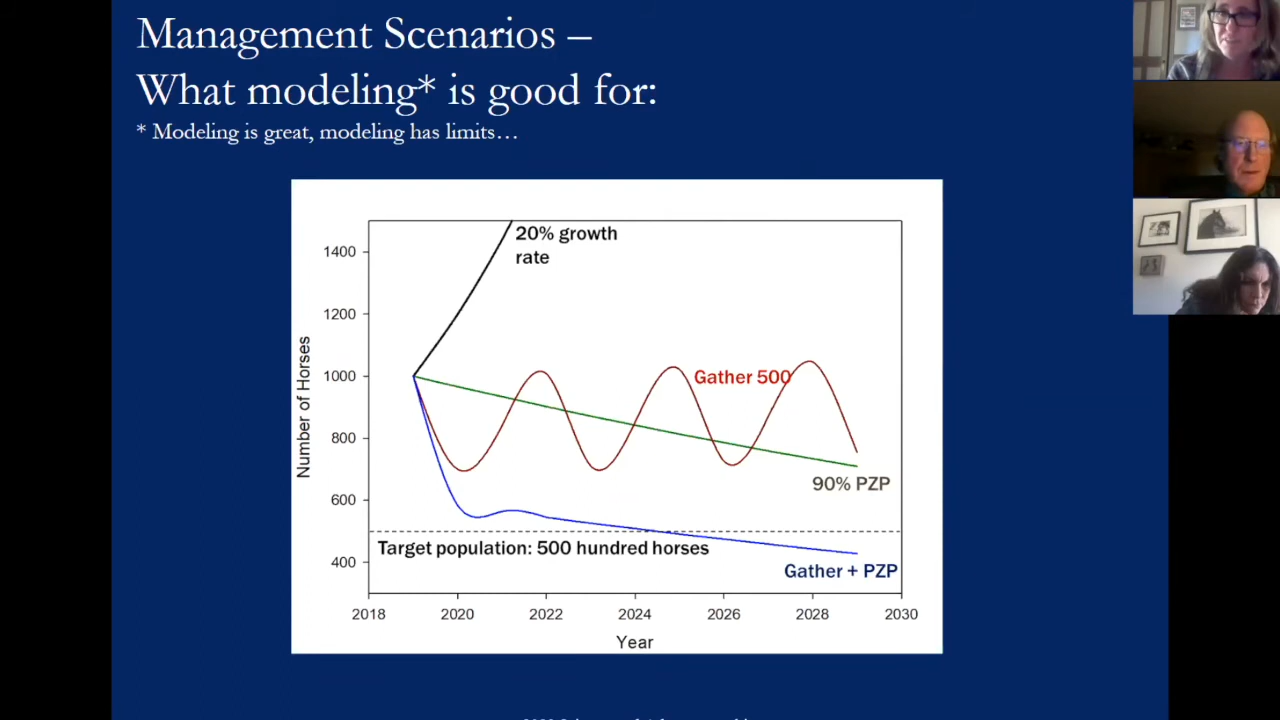 Management Scenarios –
What modeling* is good for:
* Modeling is great, modeling has limits…
20% growth
rate
1400
1200
1000
800
600
400
Number of Horses
Gather 500
90% PZP
Target population: 500 hundred horses
Gather + PZP
2018 2020 2022 2024 2026 2028 2030
Year